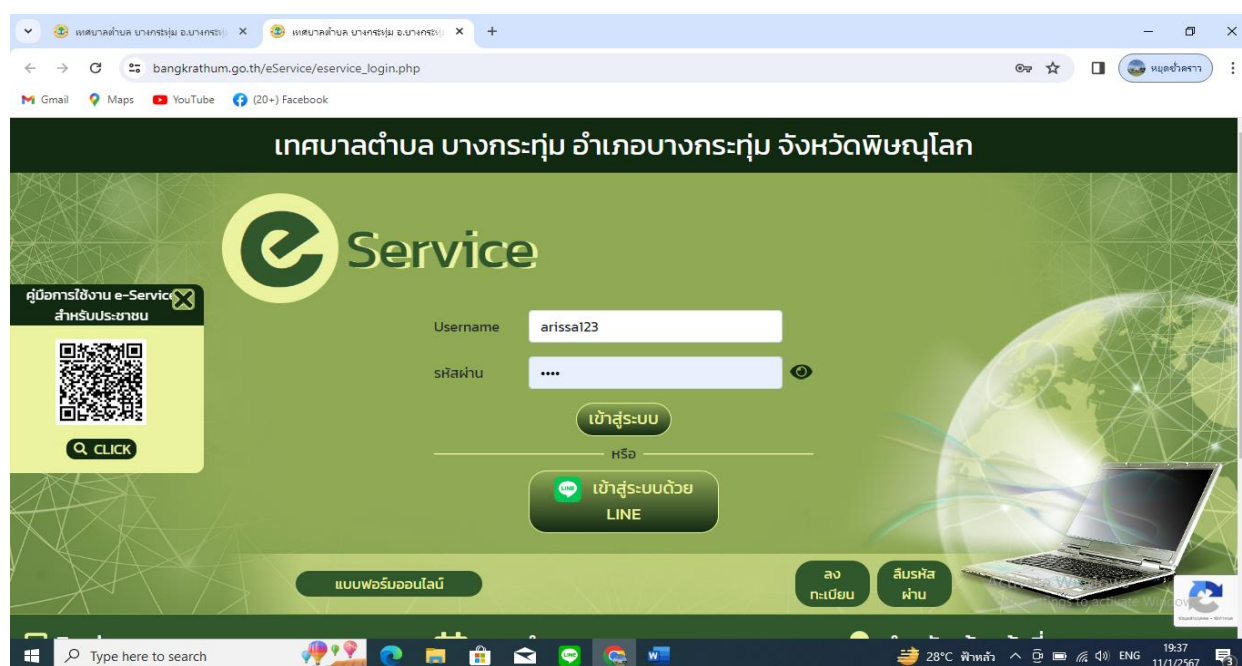 เทศบาลตำบล บางกระทุ่ม อ.บางกระทุ่ม
เทศบาลตำบล บางกระทุ่ม อ.บางกระทุ่ม
bangkrathum.go.th/eService/eservice_login.php
หยุดชั่วคราว
Gmail Maps YouTube (20+) Facebook
เทศบาลตำบล บางกระทุ่ม อำเภอบางกระทุ่ม จังหวัดพิษณุโลก
e Service
คู่มือการใช้งาน e-Service
สำหรับประชาชน
CLICK
Username arissa123
รหัสผ่าน ••••
เข้าสู่ระบบ
หรือ
LINE เข้าสู่ระบบด้วย
LINE
แบบฟอร์มออนไลน์
ลง
ทะเบียน
ลืมรหัส
ผ่าน
Type here to search
28°C ฟ้าหลัว ENG 19:37
11/1/2567
3